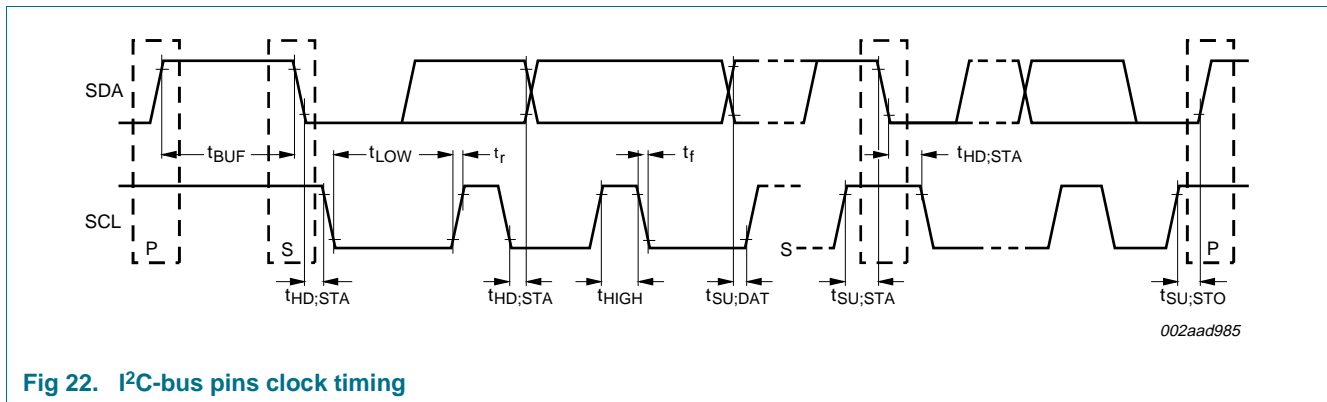 SDA
tBUF
tLOW
tr
tf
tHD;STA
SCL
P
S
S
P
tHD;STA
tHD;STA
tHIGH
tSU;DAT
tSU;STA
tSU;STO
002aad985
Fig 22. I²C-bus pins clock timing